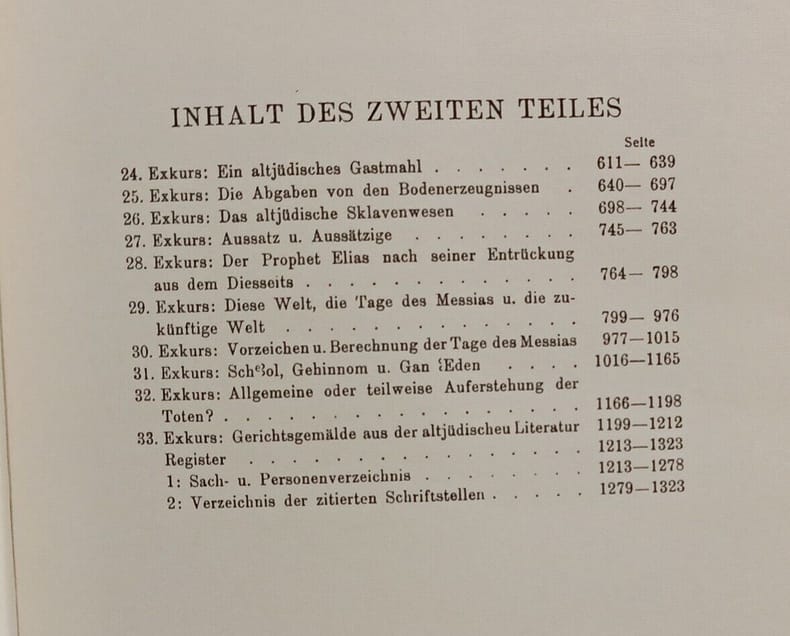 INHALT DES ZWEITEN TEILES
Seite
24. Exkurs: Ein altjüdisches Gastmahl . . . . . . . 611— 639
25. Exkurs: Die Abgaben von den Bodenerzeugnissen . 640— 697
26. Exkurs: Das altjüdische Sklavenwesen . . . . . 698— 744
27. Exkurs: Aussatz u. Aussätzige . . . . . . . . 745— 763
28. Exkurs: Der Prophet Elias nach seiner Entrückung
aus dem Diesseits . . . . . . . . . . . . . 764— 798
29. Exkurs: Diese Welt, die Tage des Messias u. die zu-
künftige Welt . . . . . . . . . . . . . 799— 976
30. Exkurs: Vorzeichen u. Berechnung der Tage des Messias 977—1015
31. Exkurs: Schᵉʾol, Gehinnom u. Gan ʿEden . . . . 1016—1165
32. Exkurs: Allgemeine oder teilweise Auferstehung der
Toten? . . . . . . . . . . . . . . . . 1166—1198
33. Exkurs: Gerichtsgemälde aus der altjüdischeu Literatur 1199—1212
Register . . . . . . . . . . . . . . . 1213—1323
1: Sach- u. Personenverzeichnis . . . . . . . . 1213—1278
2: Verzeichnis der zitierten Schriftstellen . . . . . 1279—1323